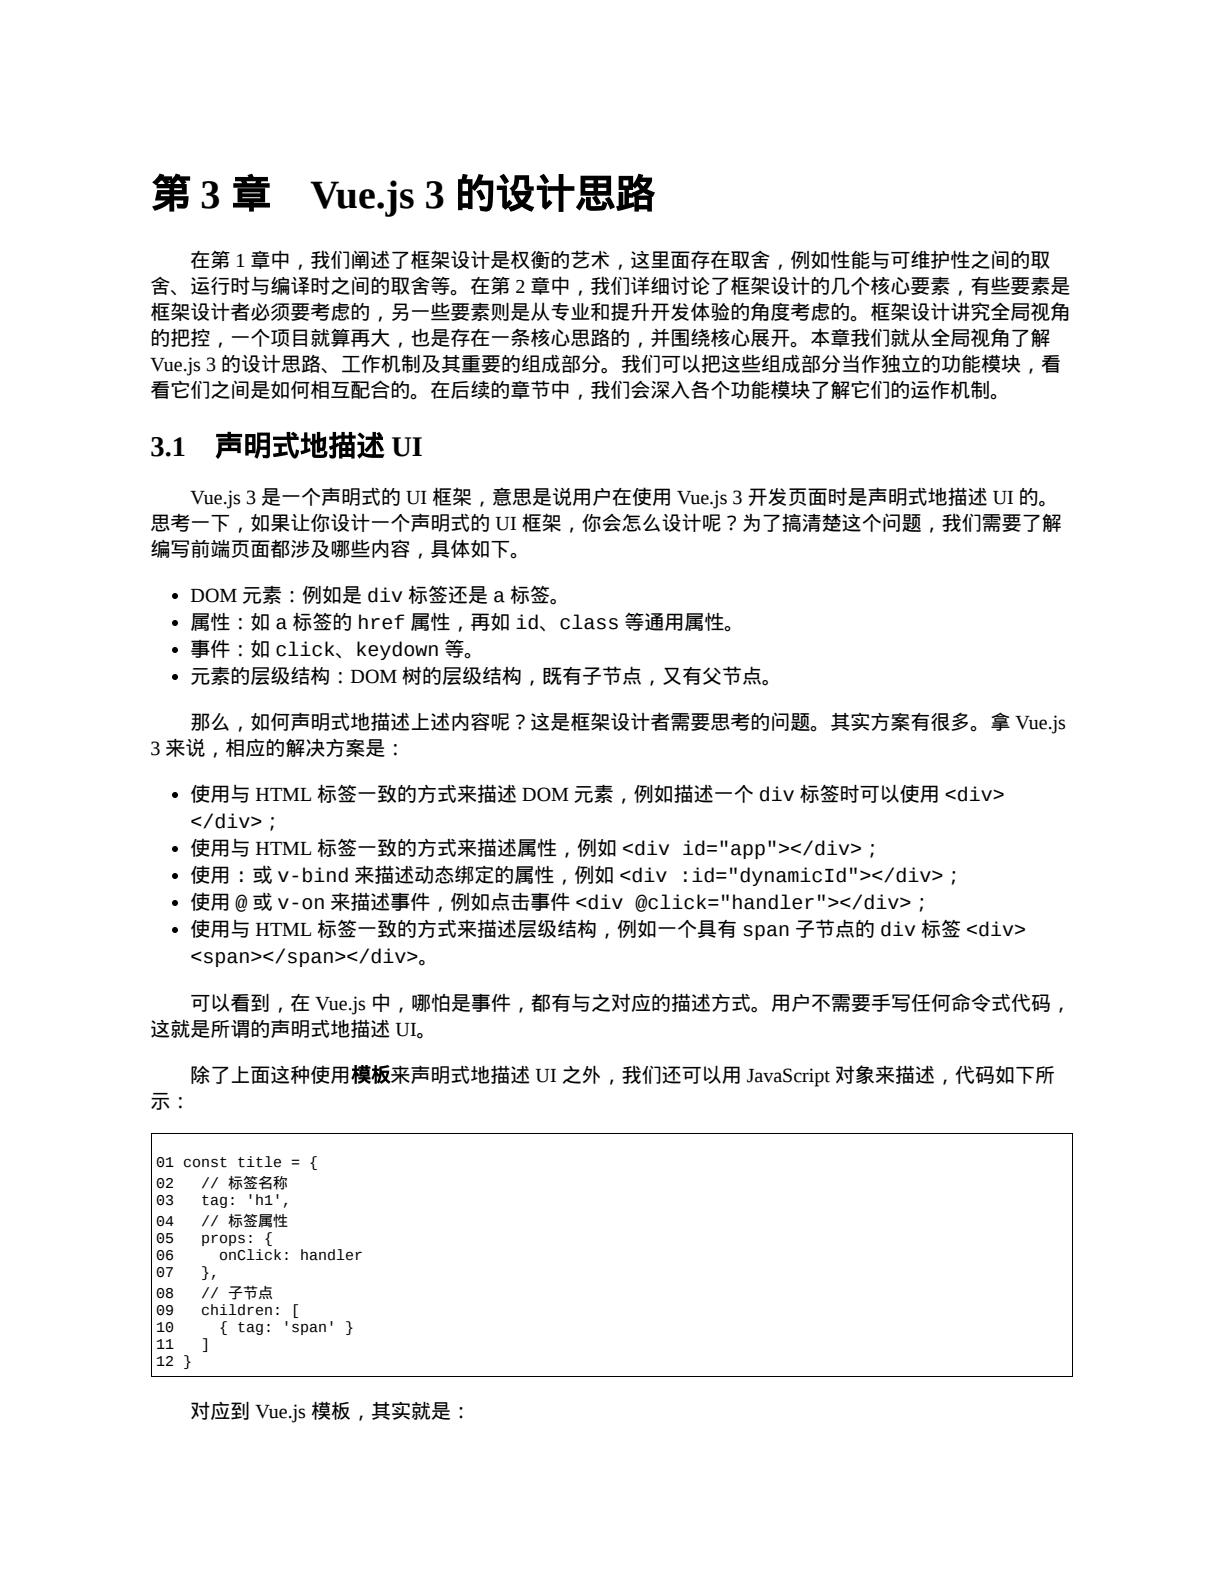 第 3 章　Vue.js 3 的设计思路
在第 1 章中，我们阐述了框架设计是权衡的艺术，这里面存在取舍，例如性能与可维护性之间的取
舍、运行时与编译时之间的取舍等。在第 2 章中，我们详细讨论了框架设计的几个核心要素，有些要素是
框架设计者必须要考虑的，另一些要素则是从专业和提升开发体验的角度考虑的。框架设计讲究全局视角
的把控，一个项目就算再大，也是存在一条核心思路的，并围绕核心展开。本章我们就从全局视角了解
Vue.js 3 的设计思路、工作机制及其重要的组成部分。我们可以把这些组成部分当作独立的功能模块，看
看它们之间是如何相互配合的。在后续的章节中，我们会深入各个功能模块了解它们的运作机制。
3.1　声明式地描述 UI
Vue.js 3 是一个声明式的 UI 框架，意思是说用户在使用 Vue.js 3 开发页面时是声明式地描述 UI 的。
思考一下，如果让你设计一个声明式的 UI 框架，你会怎么设计呢？为了搞清楚这个问题，我们需要了解
编写前端页面都涉及哪些内容，具体如下。
• DOM 元素：例如是 div 标签还是 a 标签。
• 属性：如 a 标签的 href 属性，再如 id、class 等通用属性。
• 事件：如 click、keydown 等。
• 元素的层级结构：DOM 树的层级结构，既有子节点，又有父节点。
那么，如何声明式地描述上述内容呢？这是框架设计者需要思考的问题。其实方案有很多。拿 Vue.js
3 来说，相应的解决方案是：
• 使用与 HTML 标签一致的方式来描述 DOM 元素，例如描述一个 div 标签时可以使用 <div>
</div>；
• 使用与 HTML 标签一致的方式来描述属性，例如 <div id="app"></div>；
• 使用 : 或 v-bind 来描述动态绑定的属性，例如 <div :id="dynamicId"></div>；
• 使用 @ 或 v-on 来描述事件，例如点击事件 <div @click="handler"></div>；
• 使用与 HTML 标签一致的方式来描述层级结构，例如一个具有 span 子节点的 div 标签 <div>
<span></span></div>。
可以看到，在 Vue.js 中，哪怕是事件，都有与之对应的描述方式。用户不需要手写任何命令式代码，
这就是所谓的声明式地描述 UI。
除了上面这种使用模板来声明式地描述 UI 之外，我们还可以用 JavaScript 对象来描述，代码如下所
示：
01 const title = {
02   // 标签名称
03   tag: 'h1',
04   // 标签属性
05   props: {
06     onClick: handler
07   },
08   // 子节点
09   children: [
10     { tag: 'span' }
11   ]
12 }
对应到 Vue.js 模板，其实就是：